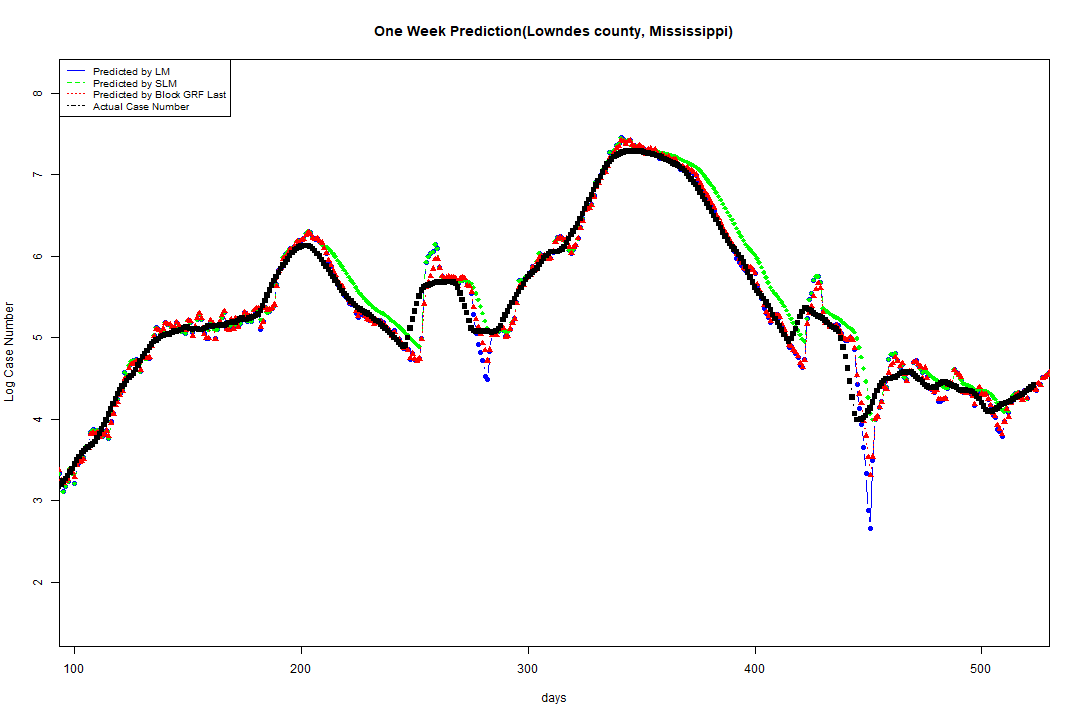 One Week Prediction(Lowndes county, Mississippi)
Predicted by LM
Predicted by SLM
Predicted by Block GRF Last
Actual Case Number
8
7
6
5
4
3
2
Log Case Number
100 200 300 400 500
days